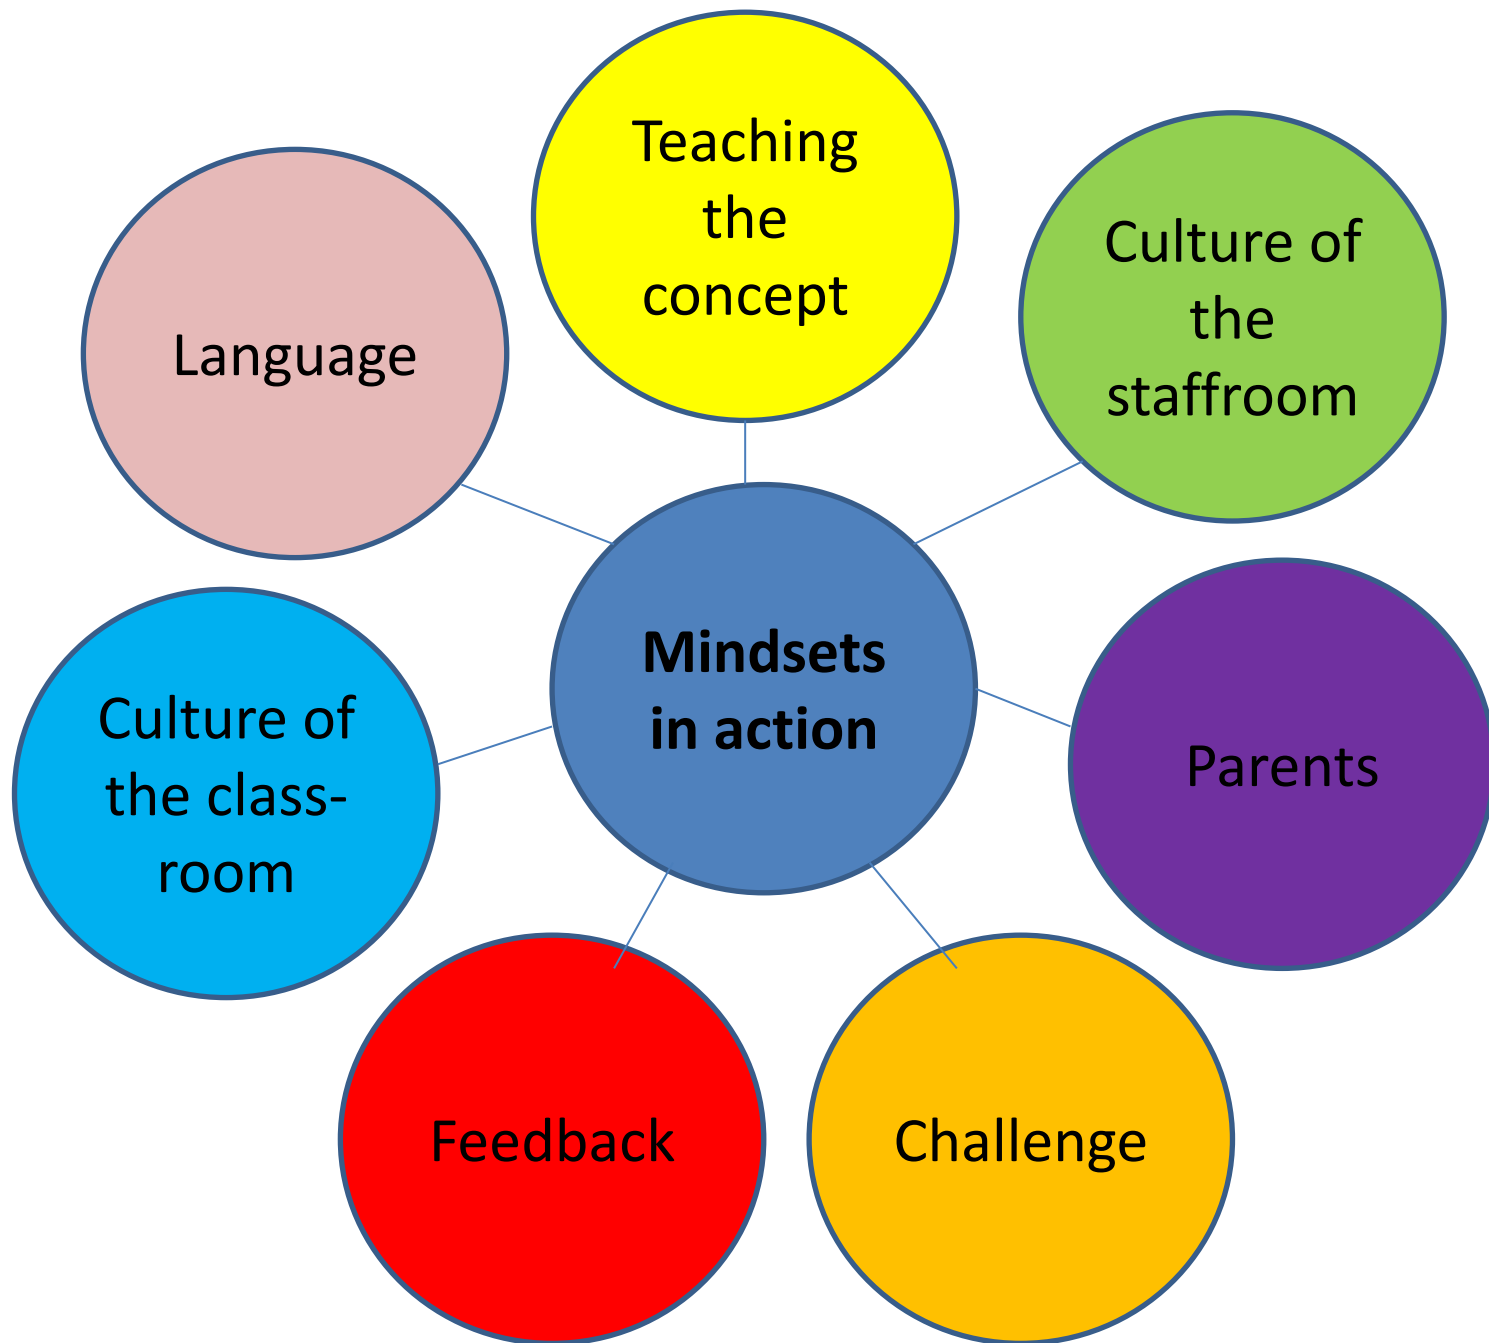 Teaching
the
concept
Culture of
the
staffroom
Language
Mindsets
in action
Parents
Culture of
the class-
room
Feedback
Challenge